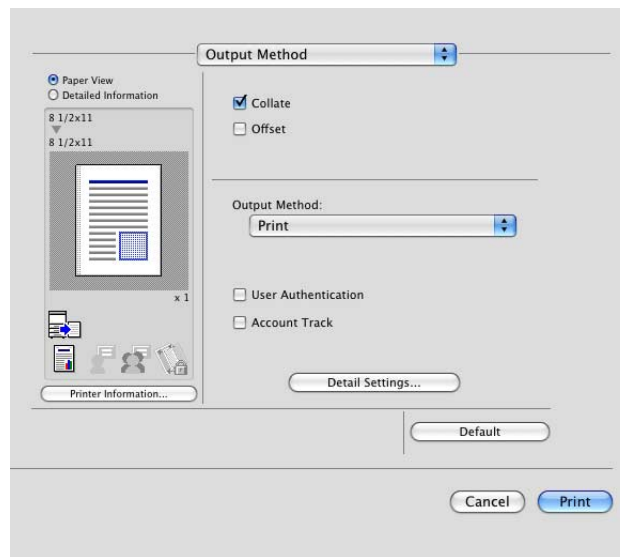 Output Method
Paper View
Detailed Information
8 1/2x11
8 1/2x11
x 1
Printer Information...
Collate
Offset
Output Method:
Print
User Authentication
Account Track
Detail Settings...
Default
Cancel
Print